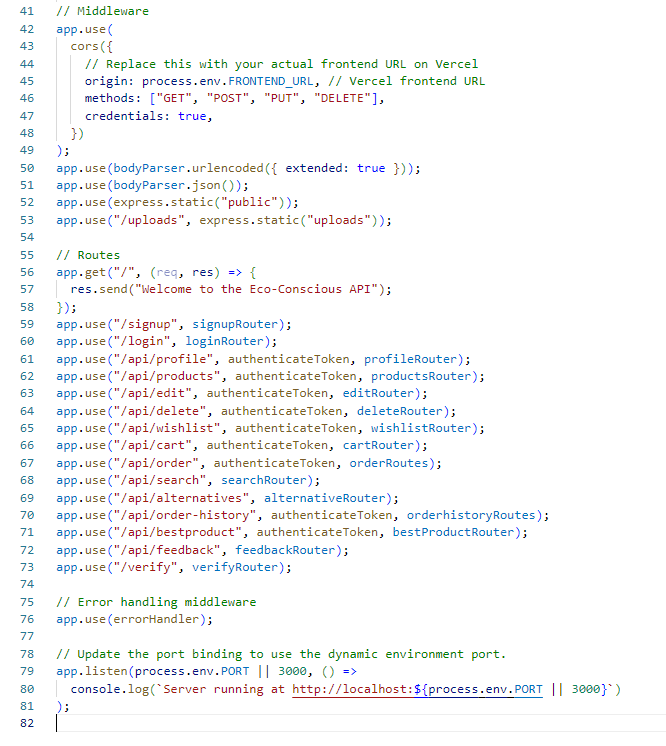 41 // Middleware
42 app.use(
43   cors({
44     // Replace this with your actual frontend URL on Vercel
45     origin: process.env.FRONTEND_URL, // Vercel frontend URL
46     methods: ["GET", "POST", "PUT", "DELETE"],
47     credentials: true,
48   })
49 );
50 app.use(bodyParser.urlencoded({ extended: true }));
51 app.use(bodyParser.json());
52 app.use(express.static("public"));
53 app.use("/uploads", express.static("uploads"));
54
55 // Routes
56 app.get("/", (req, res) => {
57   res.send("Welcome to the Eco-Conscious API");
58 });
59 app.use("/signup", signupRouter);
60 app.use("/login", loginRouter);
61 app.use("/api/profile", authenticateToken, profileRouter);
62 app.use("/api/products", authenticateToken, productsRouter);
63 app.use("/api/edit", authenticateToken, editRouter);
64 app.use("/api/delete", authenticateToken, deleteRouter);
65 app.use("/api/wishlist", authenticateToken, wishlistRouter);
66 app.use("/api/cart", authenticateToken, cartRouter);
67 app.use("/api/order", authenticateToken, orderRoutes);
68 app.use("/api/search", searchRouter);
69 app.use("/api/alternatives", alternativeRouter);
70 app.use("/api/order-history", authenticateToken, orderhistoryRoutes);
71 app.use("/api/bestproduct", authenticateToken, bestProductRouter);
72 app.use("/api/feedback", feedbackRouter);
73 app.use("/verify", verifyRouter);
74
75 // Error handling middleware
76 app.use(errorHandler);
77
78 // Update the port binding to use the dynamic environment port.
79 app.listen(process.env.PORT || 3000, () =>
80   console.log(`Server running at http://localhost:${process.env.PORT || 3000}`)
81 );
82